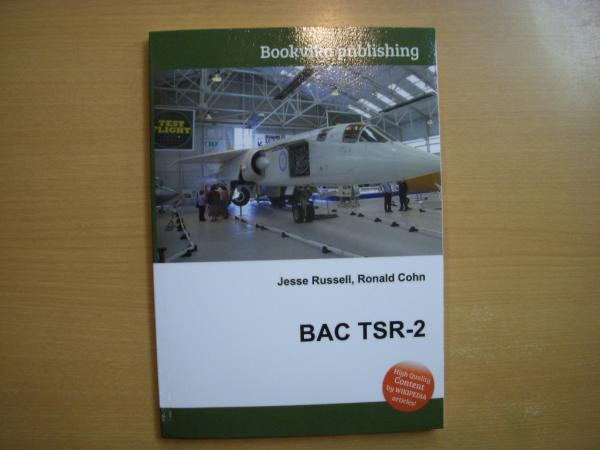 Bookvika publishing
TEST
FLIGHT
Jesse Russell, Ronald Cohn
BAC TSR-2
High Quality
Content
by WIKIPEDIA
articles!